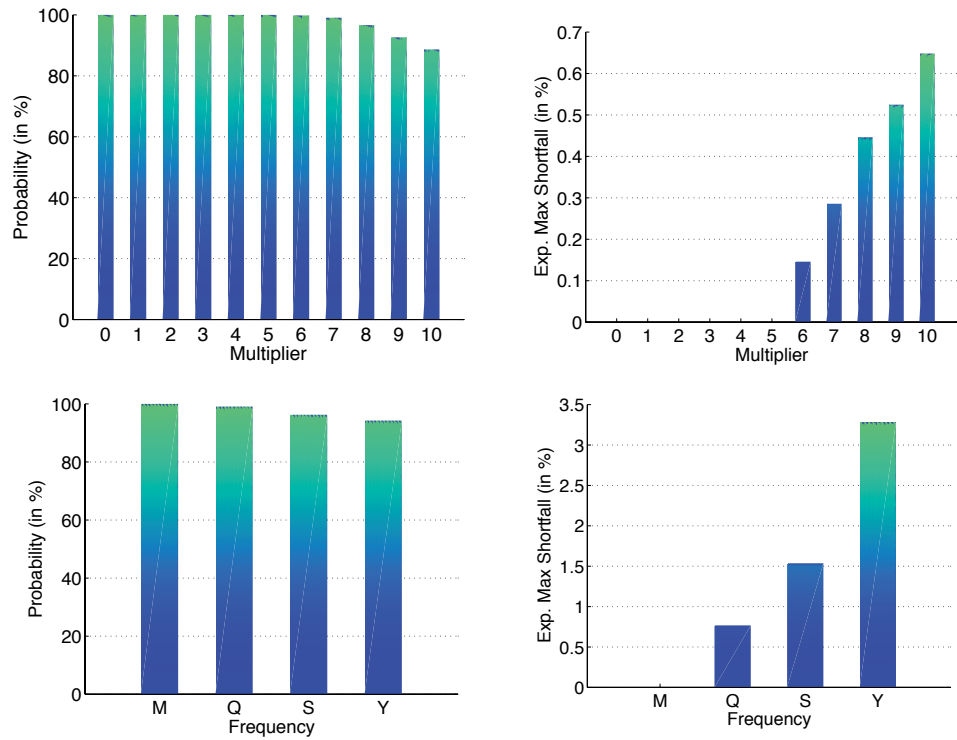 Probability (in %)
100
80
60
40
20
0
0 1 2 3 4 5 6 7 8 9 10
Multiplier
Exp. Max Shortfall (in %)
0.7
0.6
0.5
0.4
0.3
0.2
0.1
0
0 1 2 3 4 5 6 7 8 9 10
Multiplier
Probability (in %)
100
80
60
40
20
0
M Q S Y
Frequency
Exp. Max Shortfall (in %)
3.5
3
2.5
2
1.5
1
0.5
0
M Q S Y
Frequency